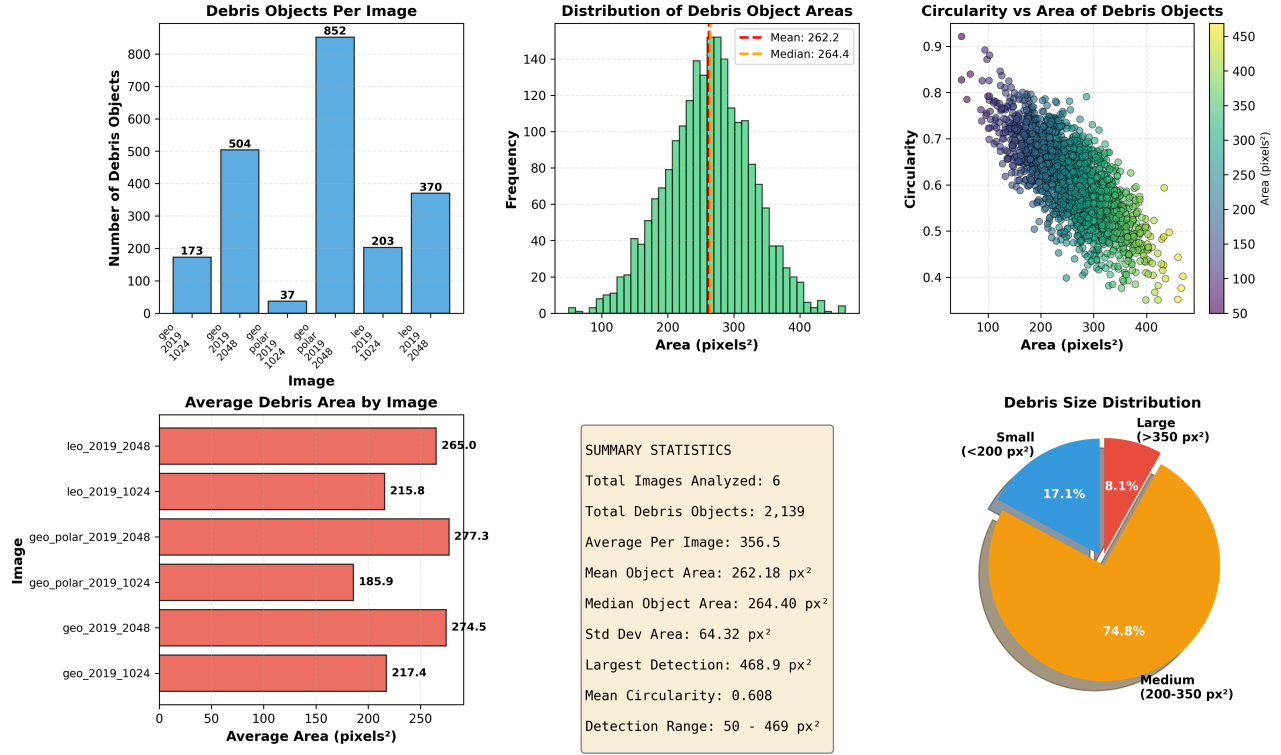 Debris Objects Per Image
Number of Debris Objects
800
700
600
500
400
300
200
100
0
173
504
37
852
203
370
geo
2019
1024
geo
2019
2048
geo
polar
2019
1024
geo
polar
2019
2048
leo
2019
1024
leo
2019
2048
Image
Distribution of Debris Object Areas
Mean: 262.2
Median: 264.4
Frequency
140
120
100
80
60
40
20
0
100
200
300
400
Area (pixels²)
Circularity vs Area of Debris Objects
Circularity
0.9
0.8
0.7
0.6
0.5
0.4
100
200
300
400
Area (pixels²)
450
400
350
300
250
200
150
100
50
Area (pixels²)
Average Debris Area by Image
Image
leo_2019_2048
265.0
leo_2019_1024
215.8
geo_polar_2019_2048
277.3
geo_polar_2019_1024
185.9
geo_2019_2048
274.5
geo_2019_1024
217.4
0
50
100
150
200
250
Average Area (pixels²)
SUMMARY STATISTICS
Total Images Analyzed: 6
Total Debris Objects: 2,139
Average Per Image: 356.5
Mean Object Area: 262.18 px²
Median Object Area: 264.40 px²
Std Dev Area: 64.32 px²
Largest Detection: 468.9 px²
Mean Circularity: 0.608
Detection Range: 50 - 469 px²
Debris Size Distribution
Large
(>350 px²)
Small
(<200 px²)
8.1%
17.1%
74.8%
Medium
(200-350 px²)